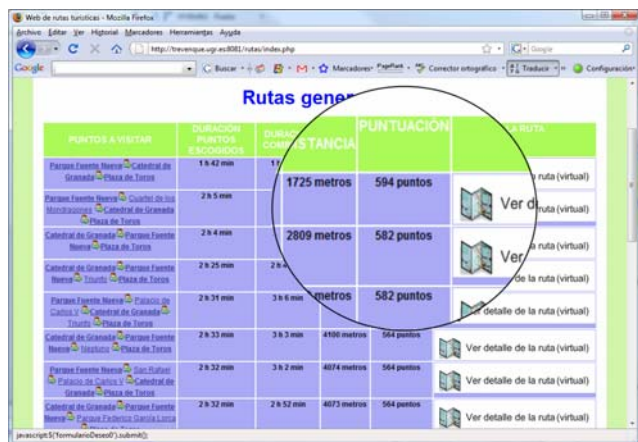 Web de rutas turísticas - Mozilla Firefox
Archivo Editar Ver Historial Marcadores Herramientas Ayuda
http://trevenque.ugr.es:8081/rutas/index.php
Google
Google Buscar Marcadores PageRank Corrector ortográfico Traducir Configuración
Rutas gene
PUNTOS A VISITAR DURACIÓN PUNTOS ESCOGIDOS STANCIA PUNTUACIÓN LA RUTA
Parque Fuente Nueva Catedral de
Granada Plaza de Toros
1 h 42 min
1725 metros 594 puntos
ruta (virtual)
Parque Fuente Nueva Cuartel de los
Mondragones Catedral de Granada
Plaza de Toros
2 h 5 min
Ver
ruta (virtual)
Catedral de Granada Parque Fuente
Nueva Plaza de Toros
2 h 4 min
2809 metros 582 puntos
Ver
ruta (virtual)
Catedral de Granada Parque Fuente
Nueva Triunfo Plaza de Toros
2 h 25 min
de la ruta (virtual)
Parque Fuente Nueva Palacio de
Carlos V Catedral de Granada
Triunfo Plaza de Toros
2 h 31 min 3 h 6 min
metros 582 puntos
Ver detalle de la ruta (virtual)
Catedral de Granada Parque Fuente
Nueva Neptuno Plaza de Toros
2 h 33 min 3 h 3 min 4100 metros 564 puntos
Ver detalle de la ruta (virtual)
Parque Fuente Nueva San Rafael
Palacio de Carlos V Catedral de
Granada Plaza de Toros
2 h 32 min 3 h 2 min 4074 metros 564 puntos
Ver detalle de la ruta (virtual)
Catedral de Granada Parque Fuente
Nueva Parque Federico García Lorca
2 h 32 min 2 h 52 min 4073 metros 564 puntos
Ver detalle de la ruta (virtual)
javascript:$('formularioDeseo0').submit();